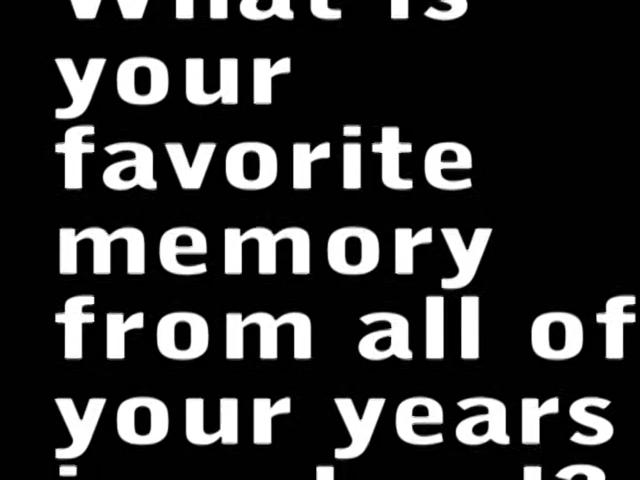 What is
your
favorite
memory
from all of
your years